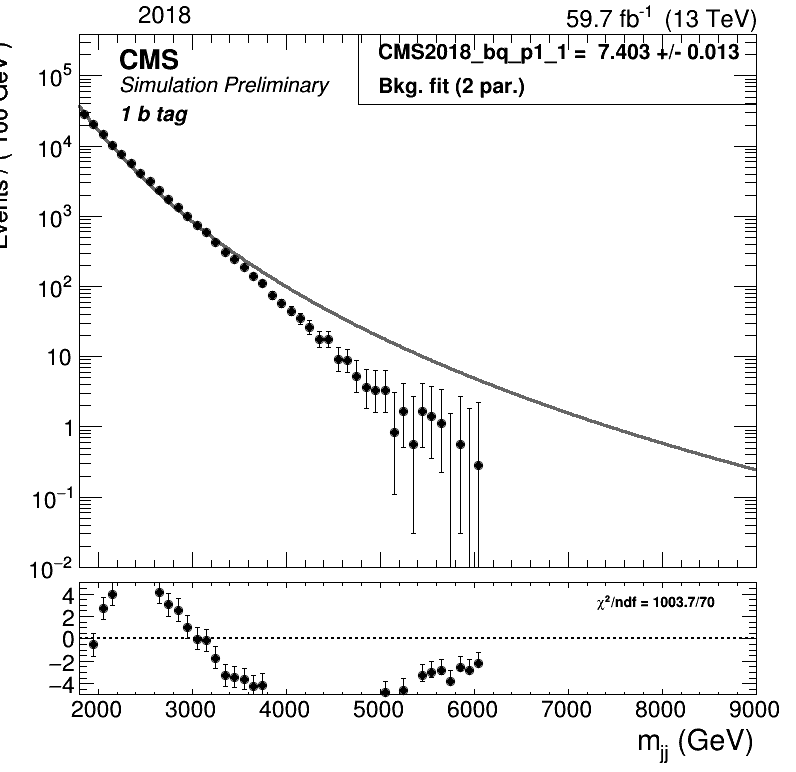 2018
59.7 fb⁻¹ (13 TeV)
CMS
Simulation Preliminary
1 b tag
CMS2018_bq_p1_1 = 7.403 +/- 0.013
Bkg. fit (2 par.)
10⁵
10⁴
10³
10²
10
1
10⁻¹
10⁻²
χ²/ndf = 1003.7/70
4
2
0
−2
−4
2000 3000 4000 5000 6000 7000 8000 9000
m_jj (GeV)